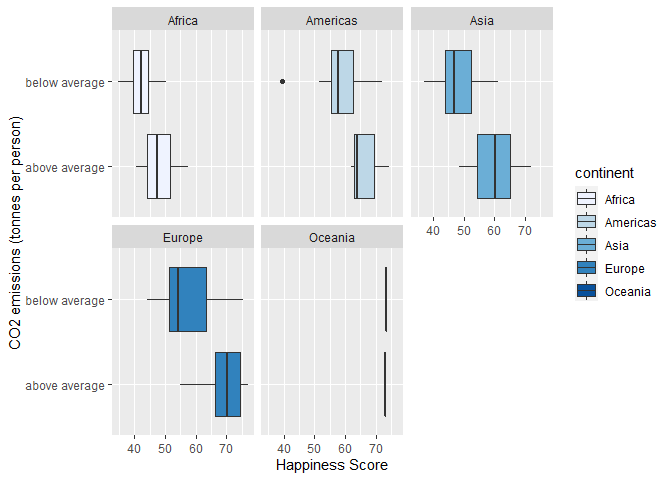 Africa
Americas
Asia
below average
above average
40 50 60 70
Europe
Oceania
below average
above average
40 50 60 70
40 50 60 70
Happiness Score
CO2 emissions (tonnes per person)
continent
Africa
Americas
Asia
Europe
Oceania